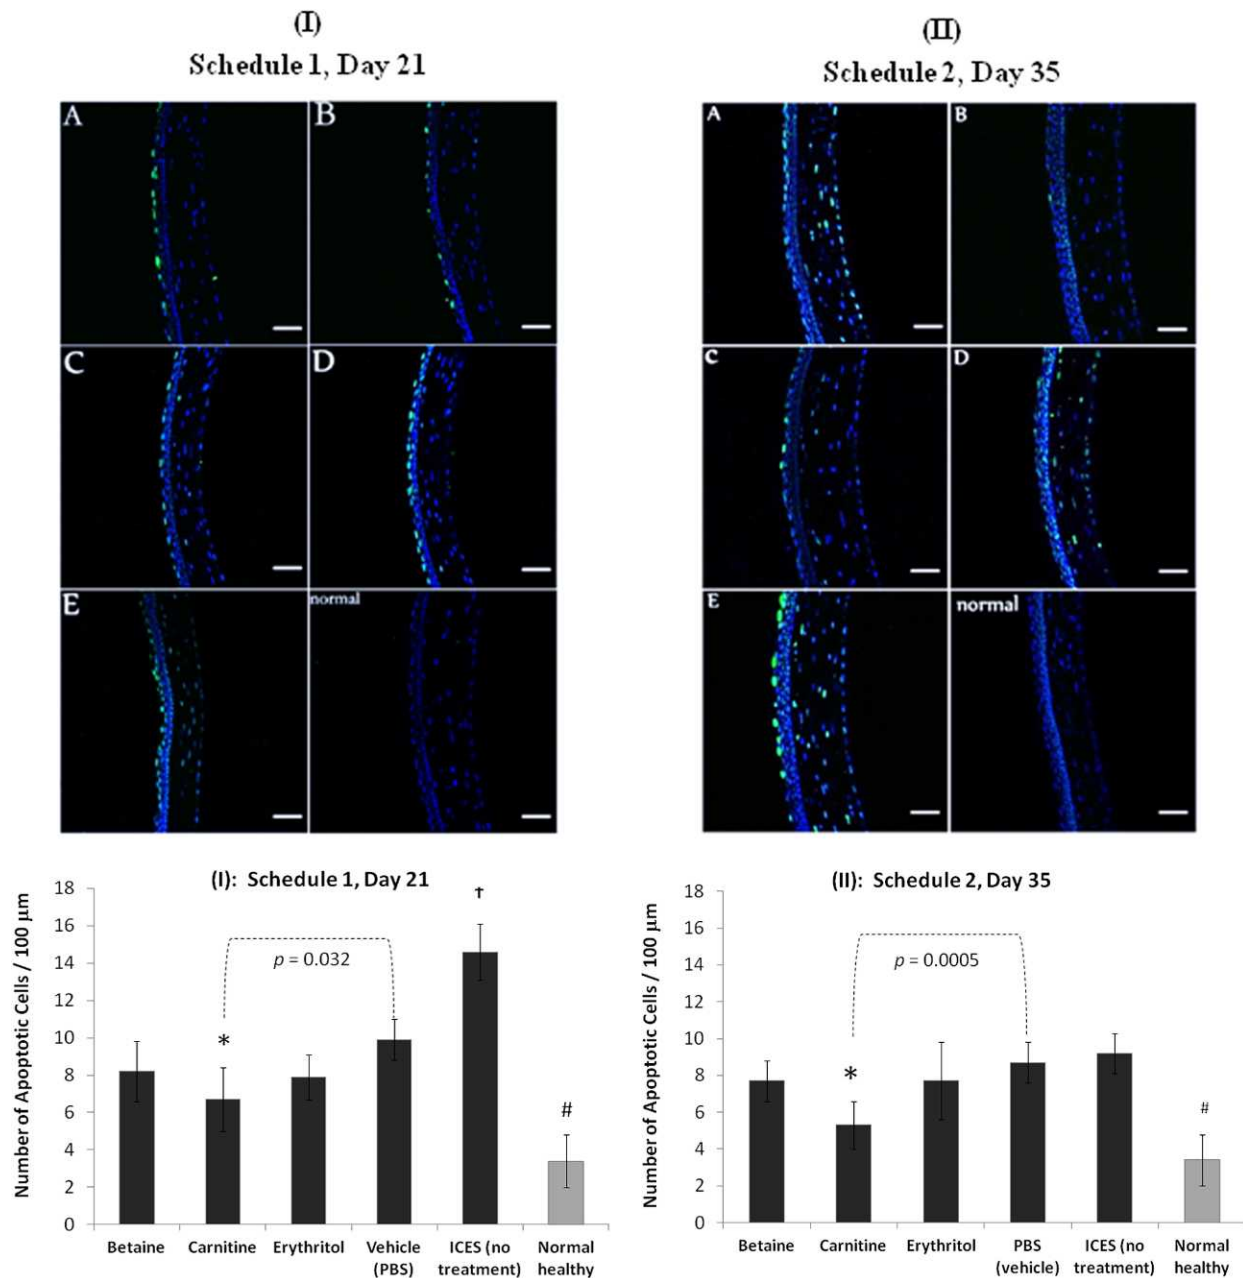 (I)
Schedule 1, Day 21
A
B
C
D
E
normal
(II)
Schedule 2, Day 35
A
B
C
D
E
normal
(I): Schedule 1, Day 21
Number of Apoptotic Cells / 100 µm
18
16
14
12
10
8
6
4
2
0
p = 0.032
*
†
#
Betaine
Carnitine
Erythritol
Vehicle
(PBS)
ICES (no
treatment)
Normal
healthy
(II): Schedule 2, Day 35
Number of Apoptotic Cells / 100 µm
18
16
14
12
10
8
6
4
2
0
p = 0.0005
*
#
Betaine
Carnitine
Erythritol
PBS
(vehicle)
ICES (no
treatment)
Normal
healthy